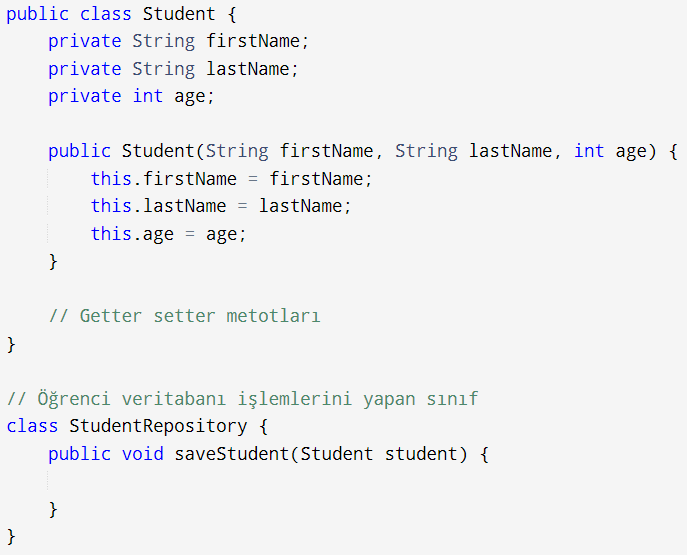 public class Student {
    private String firstName;
    private String lastName;
    private int age;
    public Student(String firstName, String lastName, int age) {
        this.firstName = firstName;
        this.lastName = lastName;
        this.age = age;
    }
    // Getter setter metotları
}
// Öğrenci veritabanı işlemlerini yapan sınıf
class StudentRepository {
    public void saveStudent(Student student) {
    }
}